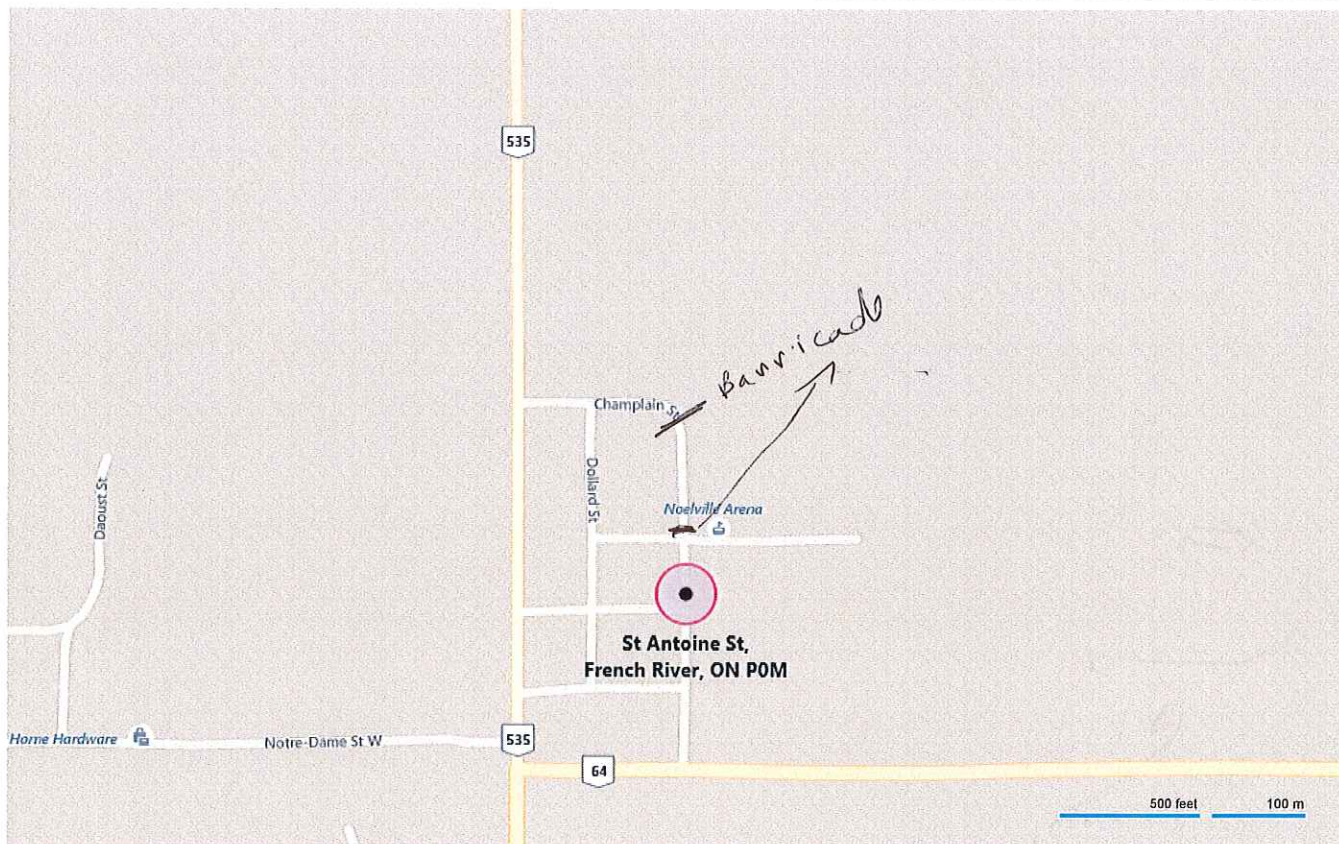 535
Barricade
Champlain St
Dollard St
Daoust St
Noelville Arena
St Antoine St,
French River, ON P0M
Home Hardware
Notre-Dame St W
535
64
500 feet
100 m